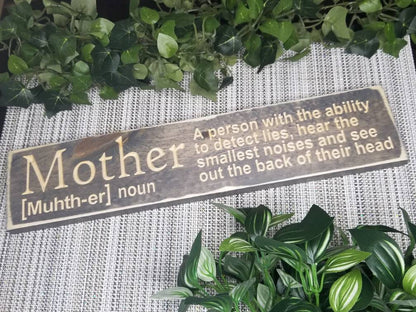 Mother
[Muhth-er] noun
A person with the ability
to detect lies, hear the
smallest noises and see
out the back of their head